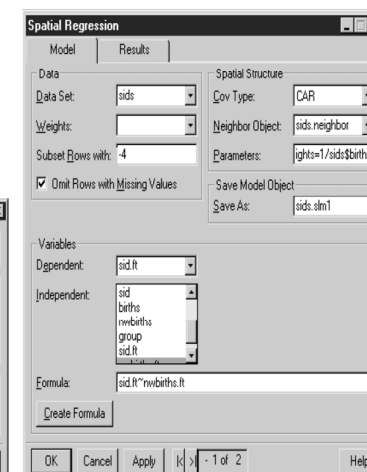 Spatial Regression
Model Results
Data
Data Set: sids
Weights:
Subset Rows with: -4
Omit Rows with Missing Values
Spatial Structure
Cov Type: CAR
Neighbor Object: sids.neighbor
Parameters: ights=1/sids$birth
Save Model Object
Save As: sids.slm1
Variables
Dependent: sid.ft
Independent: sid
births
nwbirths
group
sid.ft
Formula: sid.ft~nwbirths.ft
Create Formula
OK Cancel Apply - 1 of 2 Help